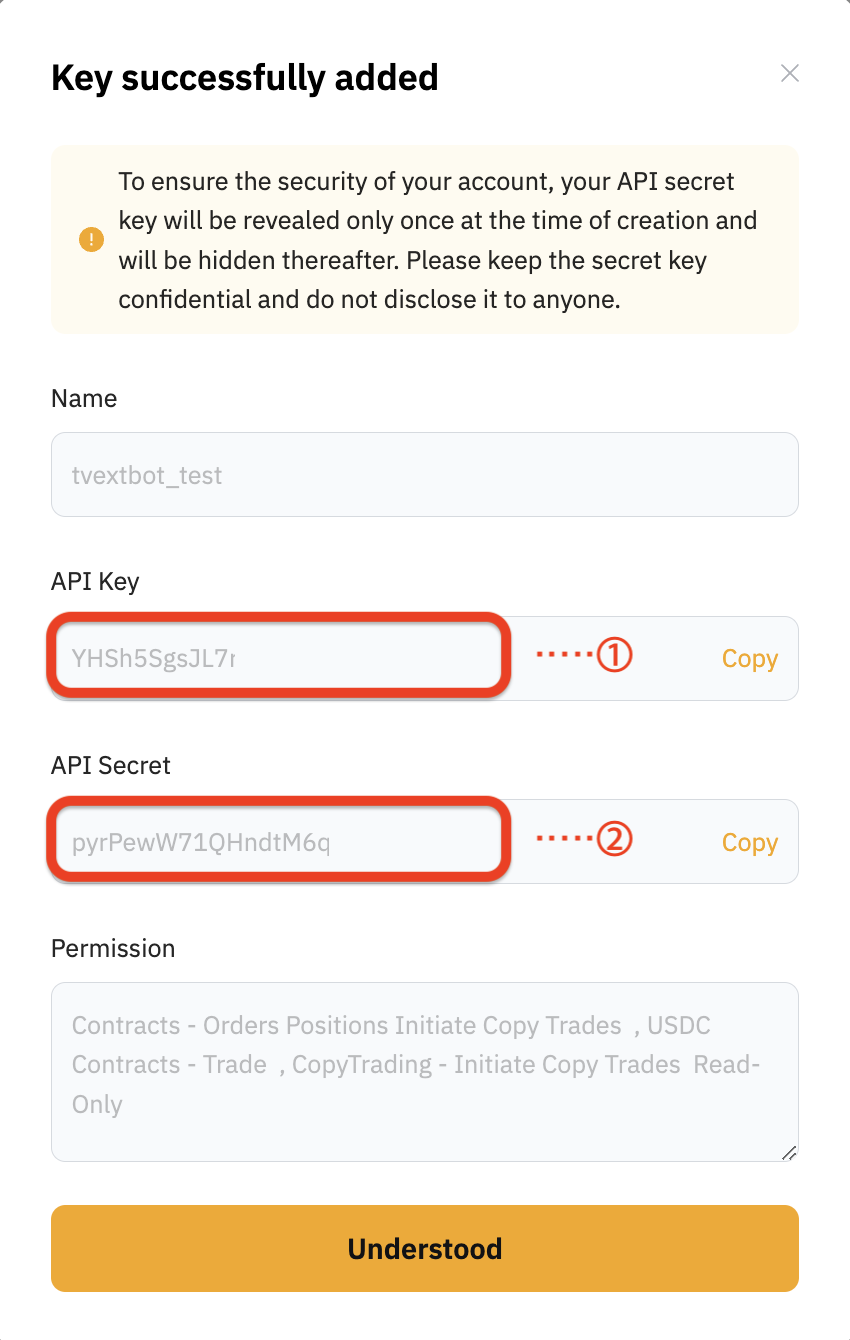 Key successfully added
To ensure the security of your account, your API secret
key will be revealed only once at the time of creation and
will be hidden thereafter. Please keep the secret key
confidential and do not disclose it to anyone.
Name
tvextbot_test
API Key
YHSh5SgsJL7r
①
Copy
API Secret
pyrPewW71QHndtM6q
②
Copy
Permission
Contracts - Orders Positions Initiate Copy Trades , USDC
Contracts - Trade , CopyTrading - Initiate Copy Trades Read-
Only
Understood